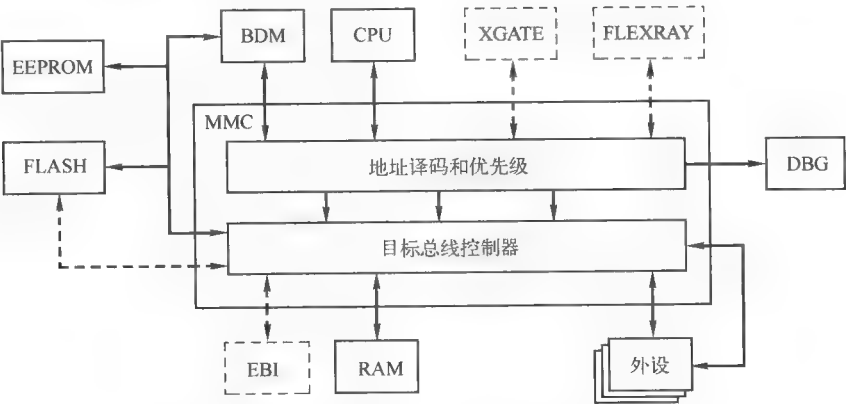 BDM
CPU
XGATE
FLEXRAY
EEPROM
MMC
FLASH
地址译码和优先级
DBG
目标总线控制器
EBI
RAM
外设